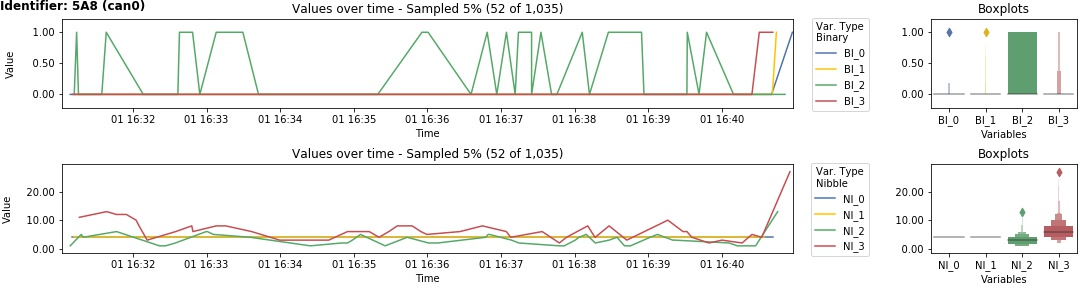 Identifier: 5A8 (can0)
Values over time - Sampled 5% (52 of 1,035)
Boxplots
1.00
0.50
0.00
Value
01 16:32 01 16:33 01 16:34 01 16:35 01 16:36 01 16:37 01 16:38 01 16:39 01 16:40
Time
Var. Type
Binary
BI_0
BI_1
BI_2
BI_3
1.00
0.50
0.00
BI_0 BI_1 BI_2 BI_3
Variables
Values over time - Sampled 5% (52 of 1,035)
Boxplots
20.00
10.00
0.00
Value
01 16:32 01 16:33 01 16:34 01 16:35 01 16:36 01 16:37 01 16:38 01 16:39 01 16:40
Time
Var. Type
Nibble
NI_0
NI_1
NI_2
NI_3
20.00
10.00
0.00
NI_0 NI_1 NI_2 NI_3
Variables